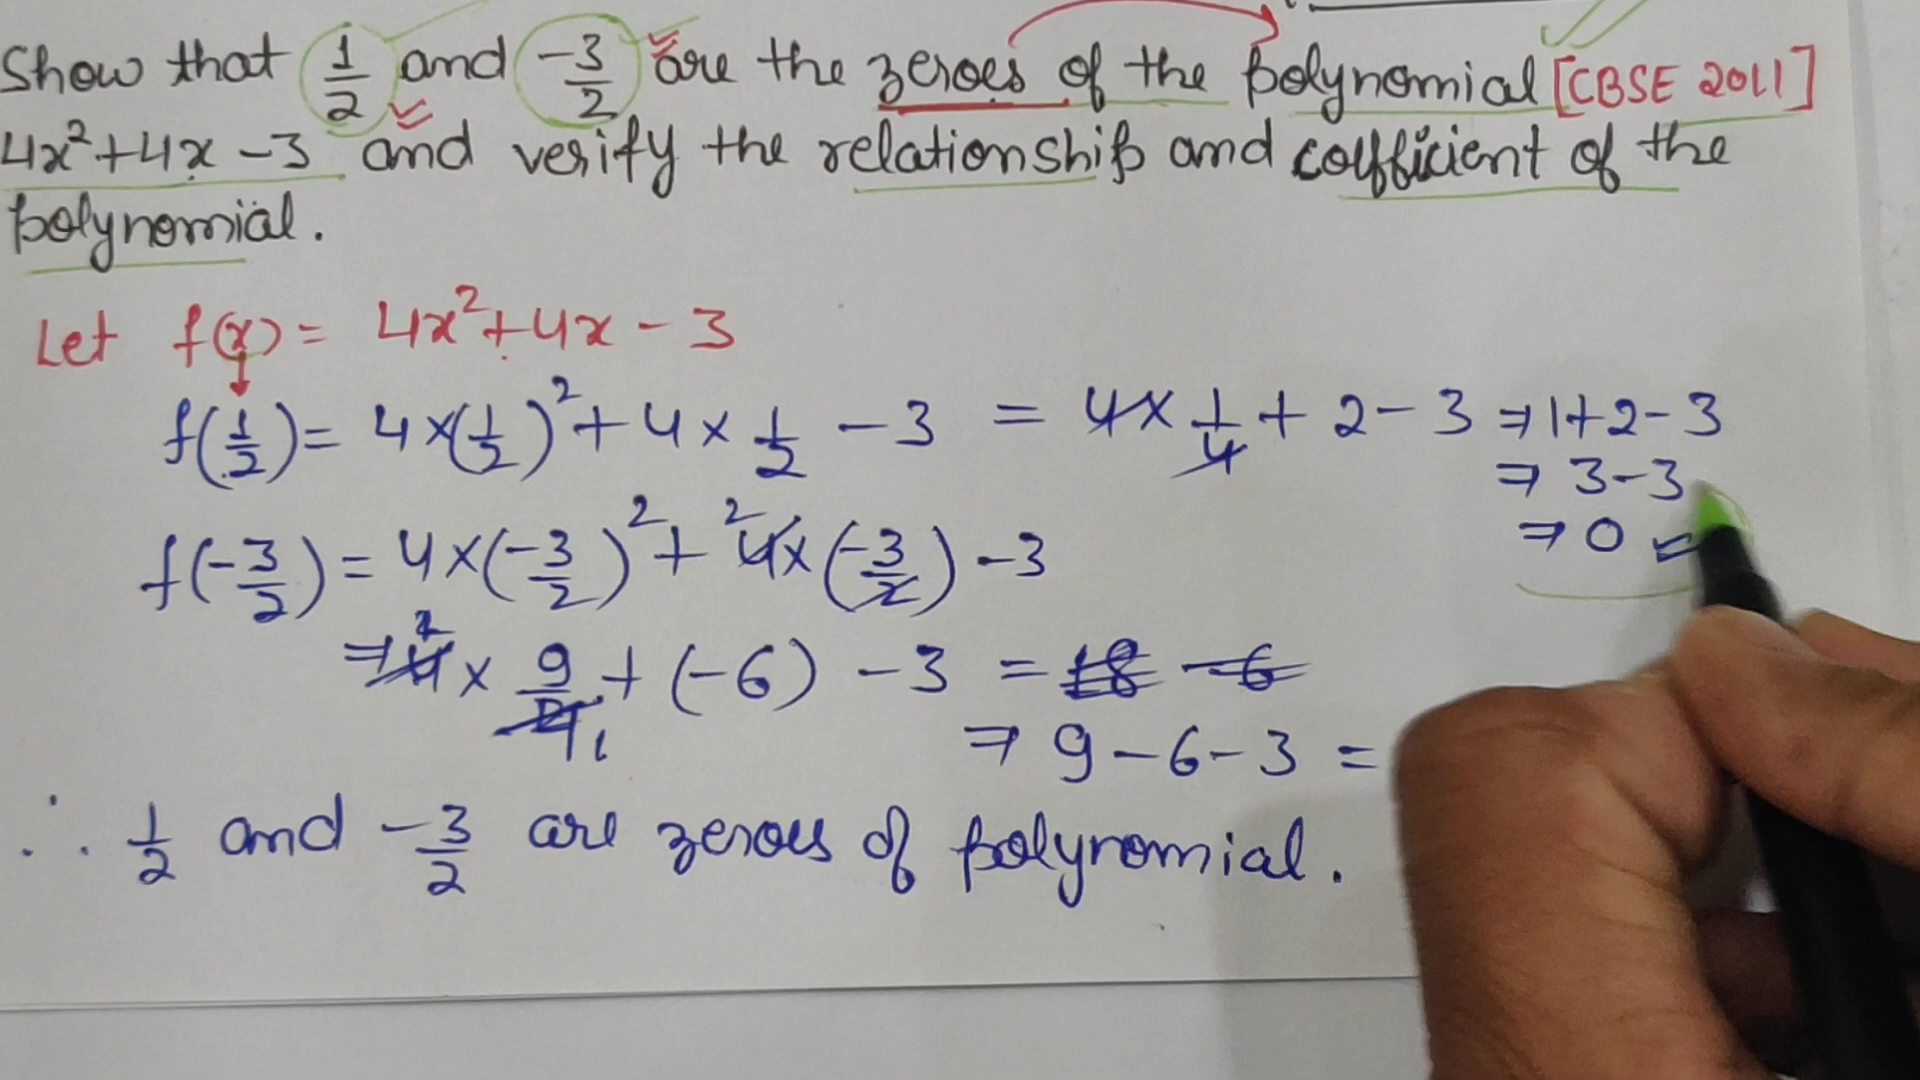 Show that 1/2 and -3/2 are the zeroes of the polynomial [CBSE 2011]
4x²+4x-3 and verify the relationship and coefficient of the
polynomial.
Let f(x) = 4x²+4x-3
f(1/2) = 4×(1/2)²+4×1/2-3 = 4×1/4+2-3 ⇒1+2-3
⇒ 3-3
⇒ 0
f(-3/2) = 4×(-3/2)²+4×(-3/2)-3
⇒4×9/4+(-6)-3 = 18-6
⇒ 9-6-3 =
∴ 1/2 and -3/2 are zeroes of polynomial.